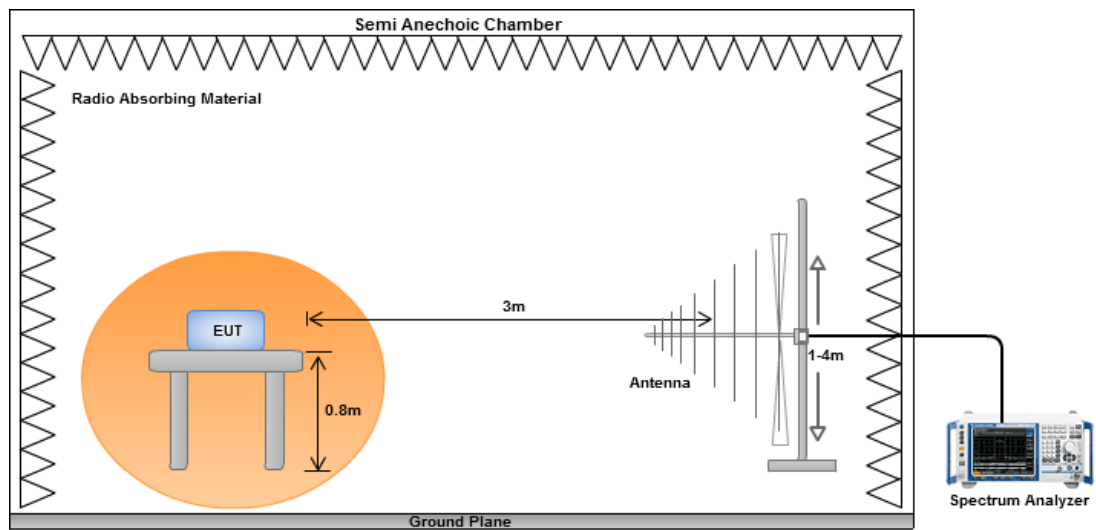 Semi Anechoic Chamber
Radio Absorbing Material
3m
EUT
1-4m
Antenna
0.8m
Spectrum Analyzer
Ground Plane